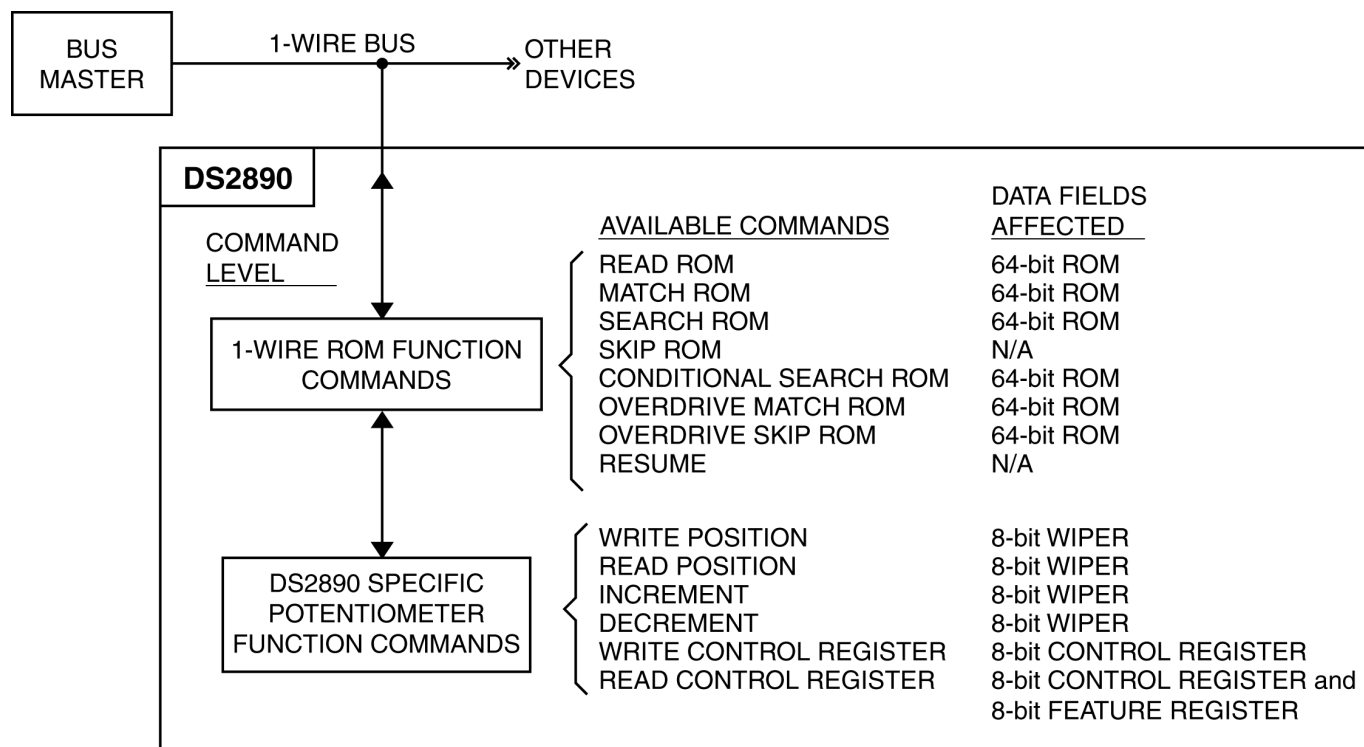 BUS
MASTER
1-WIRE BUS
OTHER
DEVICES
DS2890
COMMAND
LEVEL
AVAILABLE COMMANDS
DATA FIELDS
AFFECTED
READ ROM 64-bit ROM
MATCH ROM 64-bit ROM
SEARCH ROM 64-bit ROM
SKIP ROM N/A
CONDITIONAL SEARCH ROM 64-bit ROM
OVERDRIVE MATCH ROM 64-bit ROM
OVERDRIVE SKIP ROM 64-bit ROM
RESUME N/A
1-WIRE ROM FUNCTION
COMMANDS
WRITE POSITION 8-bit WIPER
READ POSITION 8-bit WIPER
INCREMENT 8-bit WIPER
DECREMENT 8-bit WIPER
WRITE CONTROL REGISTER 8-bit CONTROL REGISTER
READ CONTROL REGISTER 8-bit CONTROL REGISTER and
8-bit FEATURE REGISTER
DS2890 SPECIFIC
POTENTIOMETER
FUNCTION COMMANDS